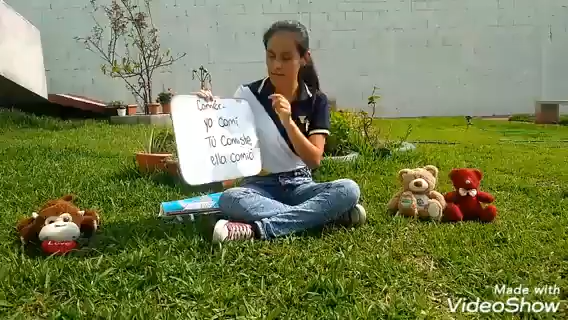 Comer-
yo comí
Tú comiste
ella comió
Made with
VideoShow